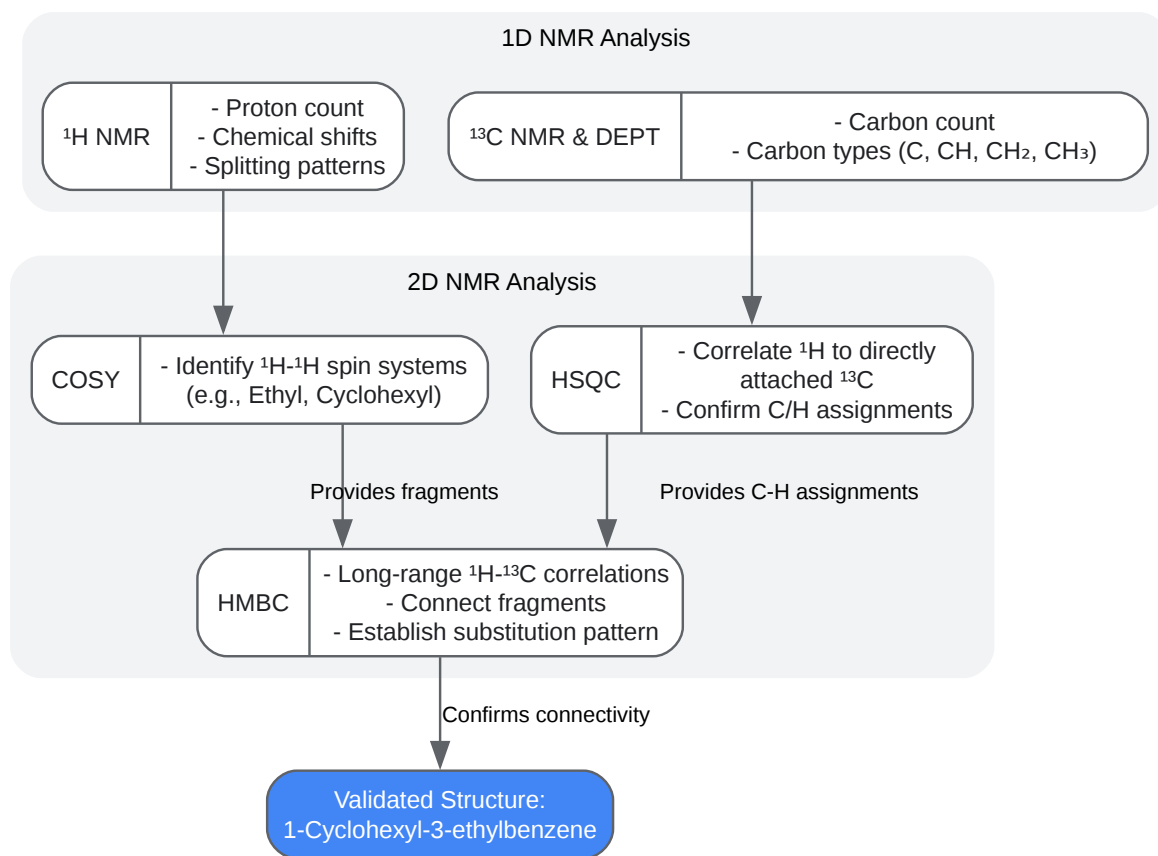 1D NMR Analysis
¹H NMR
- Proton count
- Chemical shifts
- Splitting patterns
¹³C NMR & DEPT
- Carbon count
- Carbon types (C, CH, CH₂, CH₃)
2D NMR Analysis
COSY
- Identify ¹H-¹H spin systems
(e.g., Ethyl, Cyclohexyl)
HSQC
- Correlate ¹H to directly
attached ¹³C
- Confirm C/H assignments
Provides fragments
Provides C-H assignments
HMBC
- Long-range ¹H-¹³C correlations
- Connect fragments
- Establish substitution pattern
Confirms connectivity
Validated Structure:
1-Cyclohexyl-3-ethylbenzene